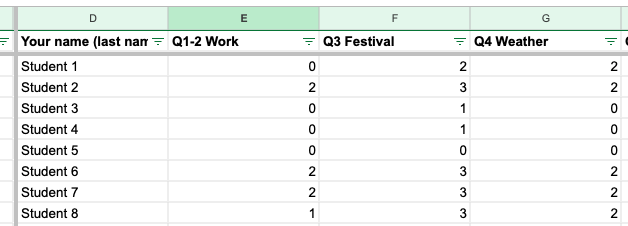 D E F G
Your name (last nam Q1-2 Work Q3 Festival Q4 Weather
Student 1 0 2 2
Student 2 2 3 2
Student 3 0 1 0
Student 4 0 1 0
Student 5 0 0 0
Student 6 2 3 2
Student 7 2 3 2
Student 8 1 3 2